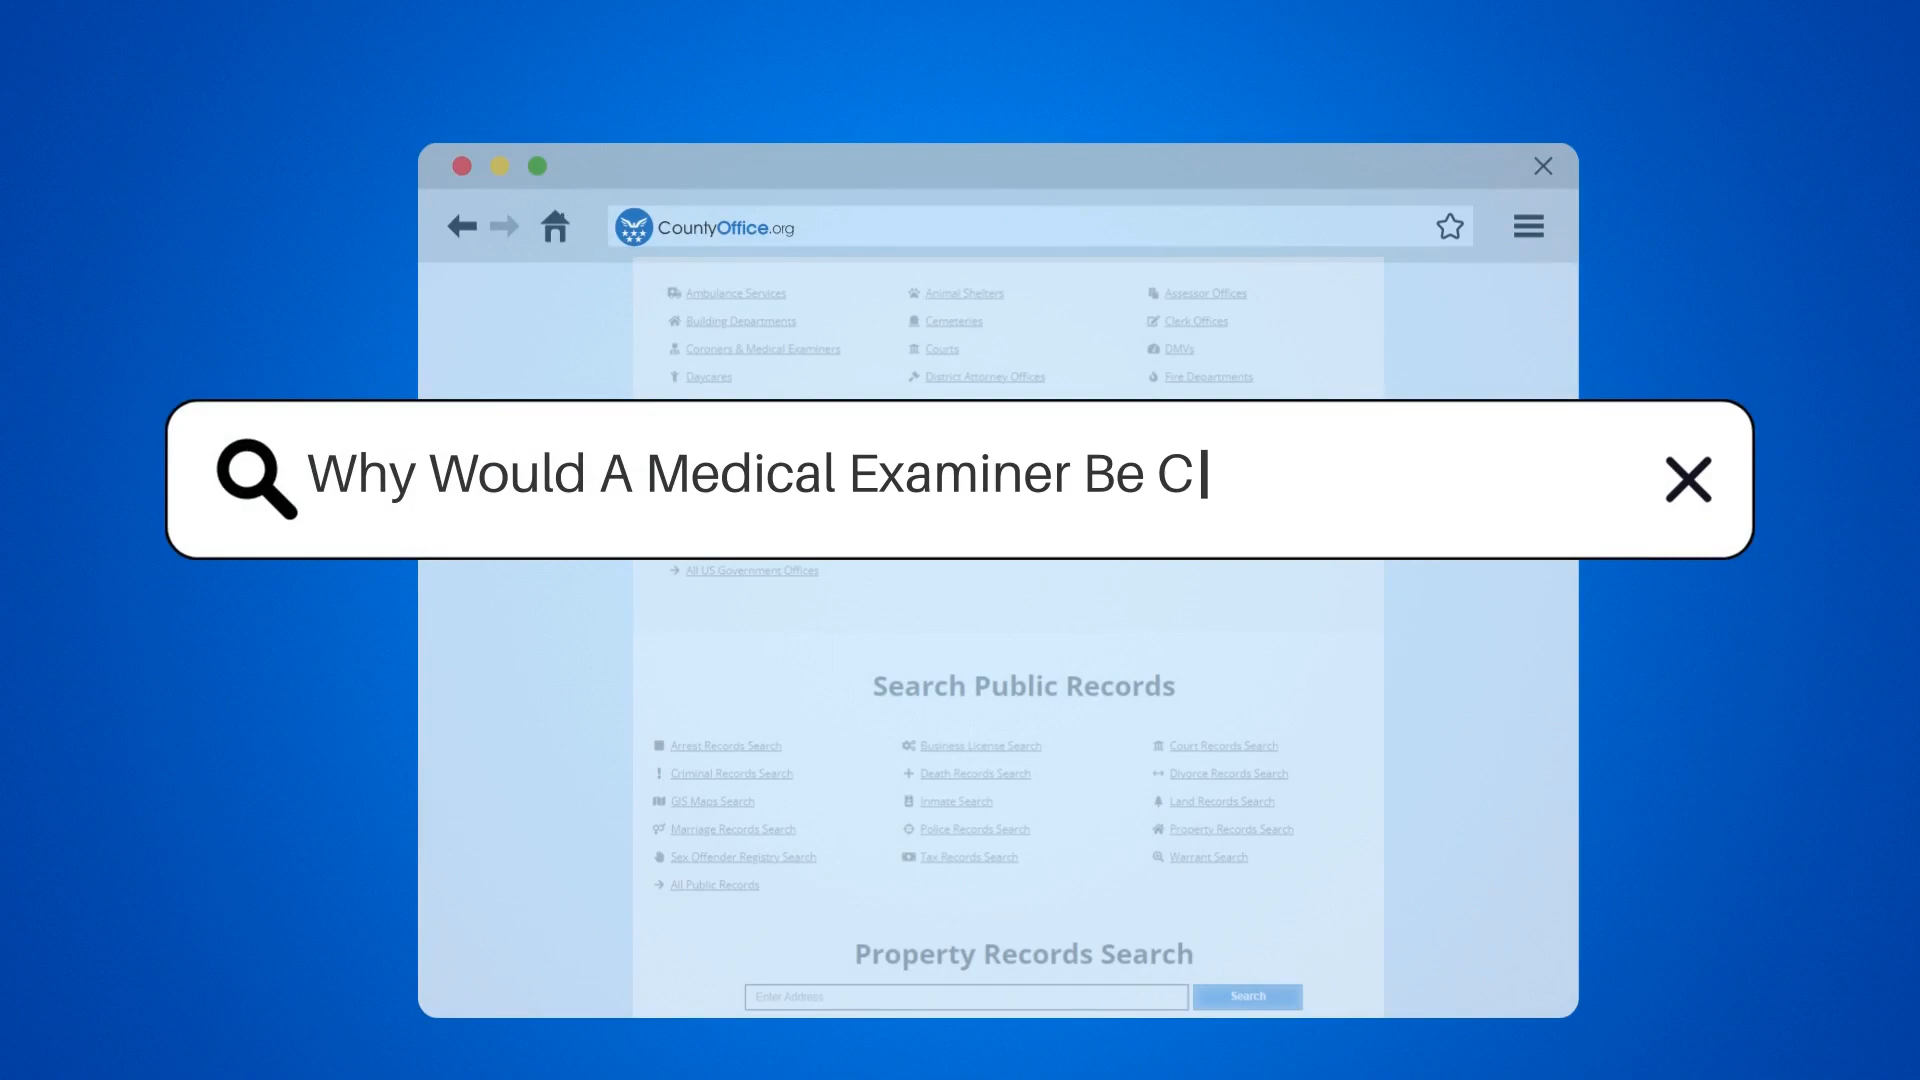 CountyOffice.org
Ambulance Services Animal Shelters Assessor Offices
Building Departments Cemeteries Clerk Offices
Coroners & Medical Examiners Courts DMVs
Daycares District Attorney Offices Fire Departments
Why Would A Medical Examiner Be C
All US Government Offices
Search Public Records
Arrest Records Search Business License Search Court Records Search
Criminal Records Search Death Records Search Divorce Records Search
GIS Maps Search Inmate Search Land Records Search
Marriage Records Search Police Records Search Property Records Search
Sex Offender Registry Search Tax Records Search Warrant Search
All Public Records
Property Records Search
Enter Address Search